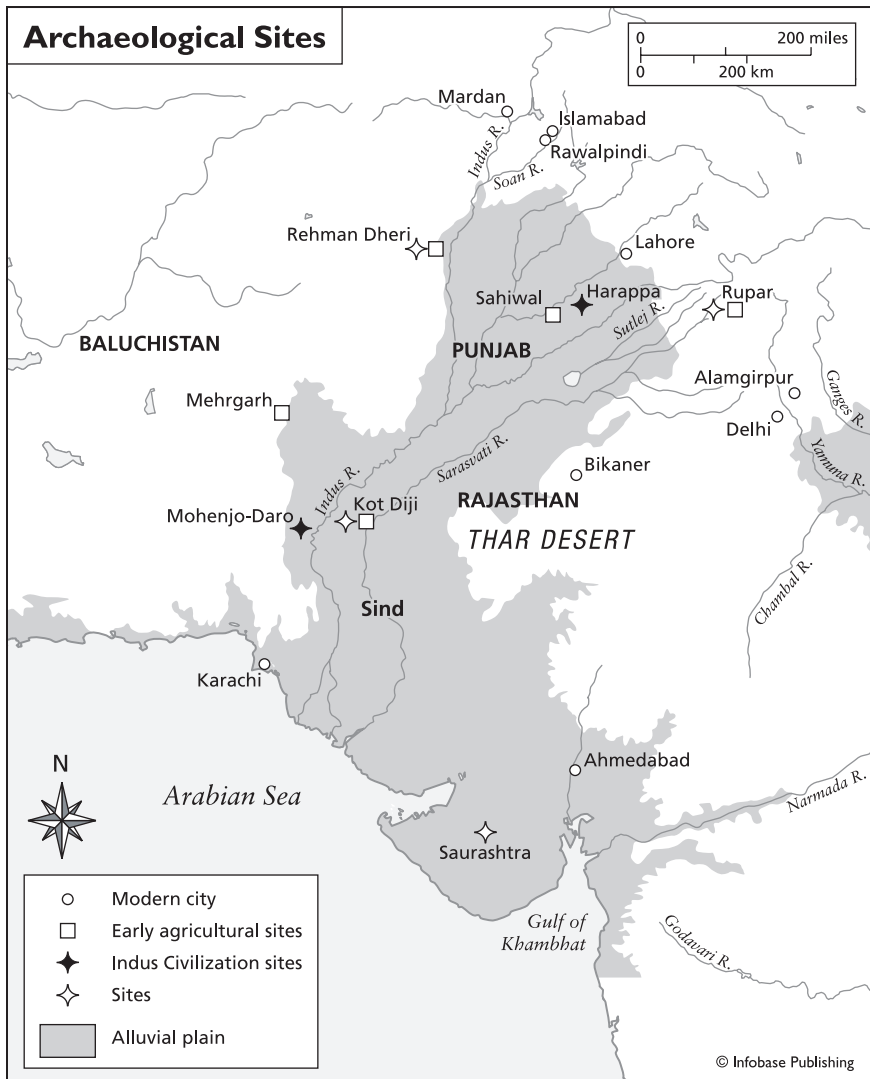 Archaeological Sites
0 200 miles
0 200 km
Mardan
Islamabad
Rawalpindi
Indus R.
Soan R.
Rehman Dheri
Lahore
Sahiwal
Harappa
Rupar
Sutlej R.
BALUCHISTAN
PUNJAB
Alamgirpur
Ganges R.
Mehrgarh
Delhi
Yamuna R.
Sarasvati R.
Bikaner
Indus R.
RAJASTHAN
Kot Diji
Mohenjo-Daro
THAR DESERT
Chambal R.
Sind
Karachi
N
Ahmedabad
Arabian Sea
Narmada R.
Saurashtra
Gulf of
Khambhat
Godavari R.
Modern city
Early agricultural sites
Indus Civilization sites
Sites
Alluvial plain
© Infobase Publishing